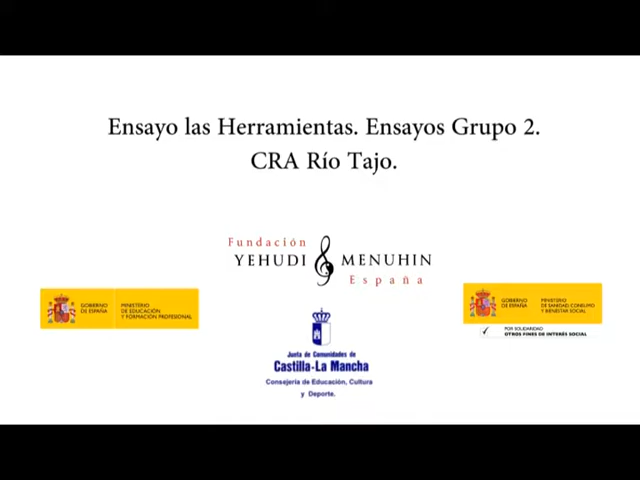 Ensayo las Herramientas. Ensayos Grupo 2.
CRA Río Tajo.
Fundación
YEHUDI MENUHIN
España
GOBIERNO
DE ESPAÑA
MINISTERIO
DE EDUCACIÓN
Y FORMACIÓN PROFESIONAL
GOBIERNO
DE ESPAÑA
MINISTERIO
DE SANIDAD, CONSUMO
Y BIENESTAR SOCIAL
POR SOLIDARIDAD
OTROS FINES DE INTERÉS SOCIAL
Junta de Comunidades de
Castilla-La Mancha
Consejería de Educación, Cultura
y Deporte.